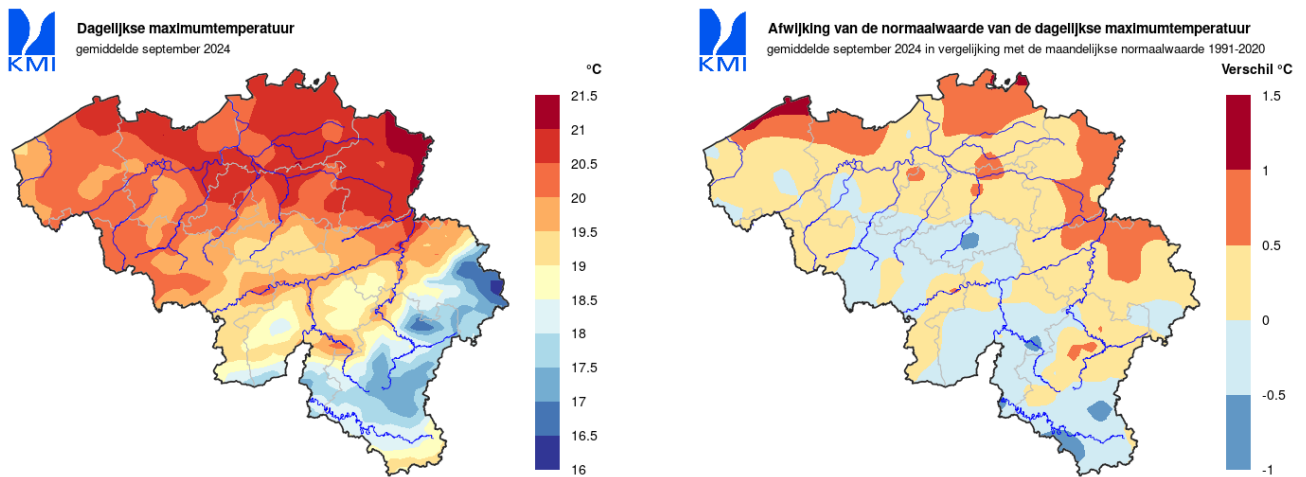 KMI
Dagelijkse maximumtemperatuur
gemiddelde september 2024
°C
21.5
21
20.5
20
19.5
19
18.5
18
17.5
17
16.5
16
KMI
Afwijking van de normaalwaarde van de dagelijkse maximumtemperatuur
gemiddelde september 2024 in vergelijking met de maandelijkse normaalwaarde 1991-2020
Verschil °C
1.5
1
0.5
0
-0.5
-1